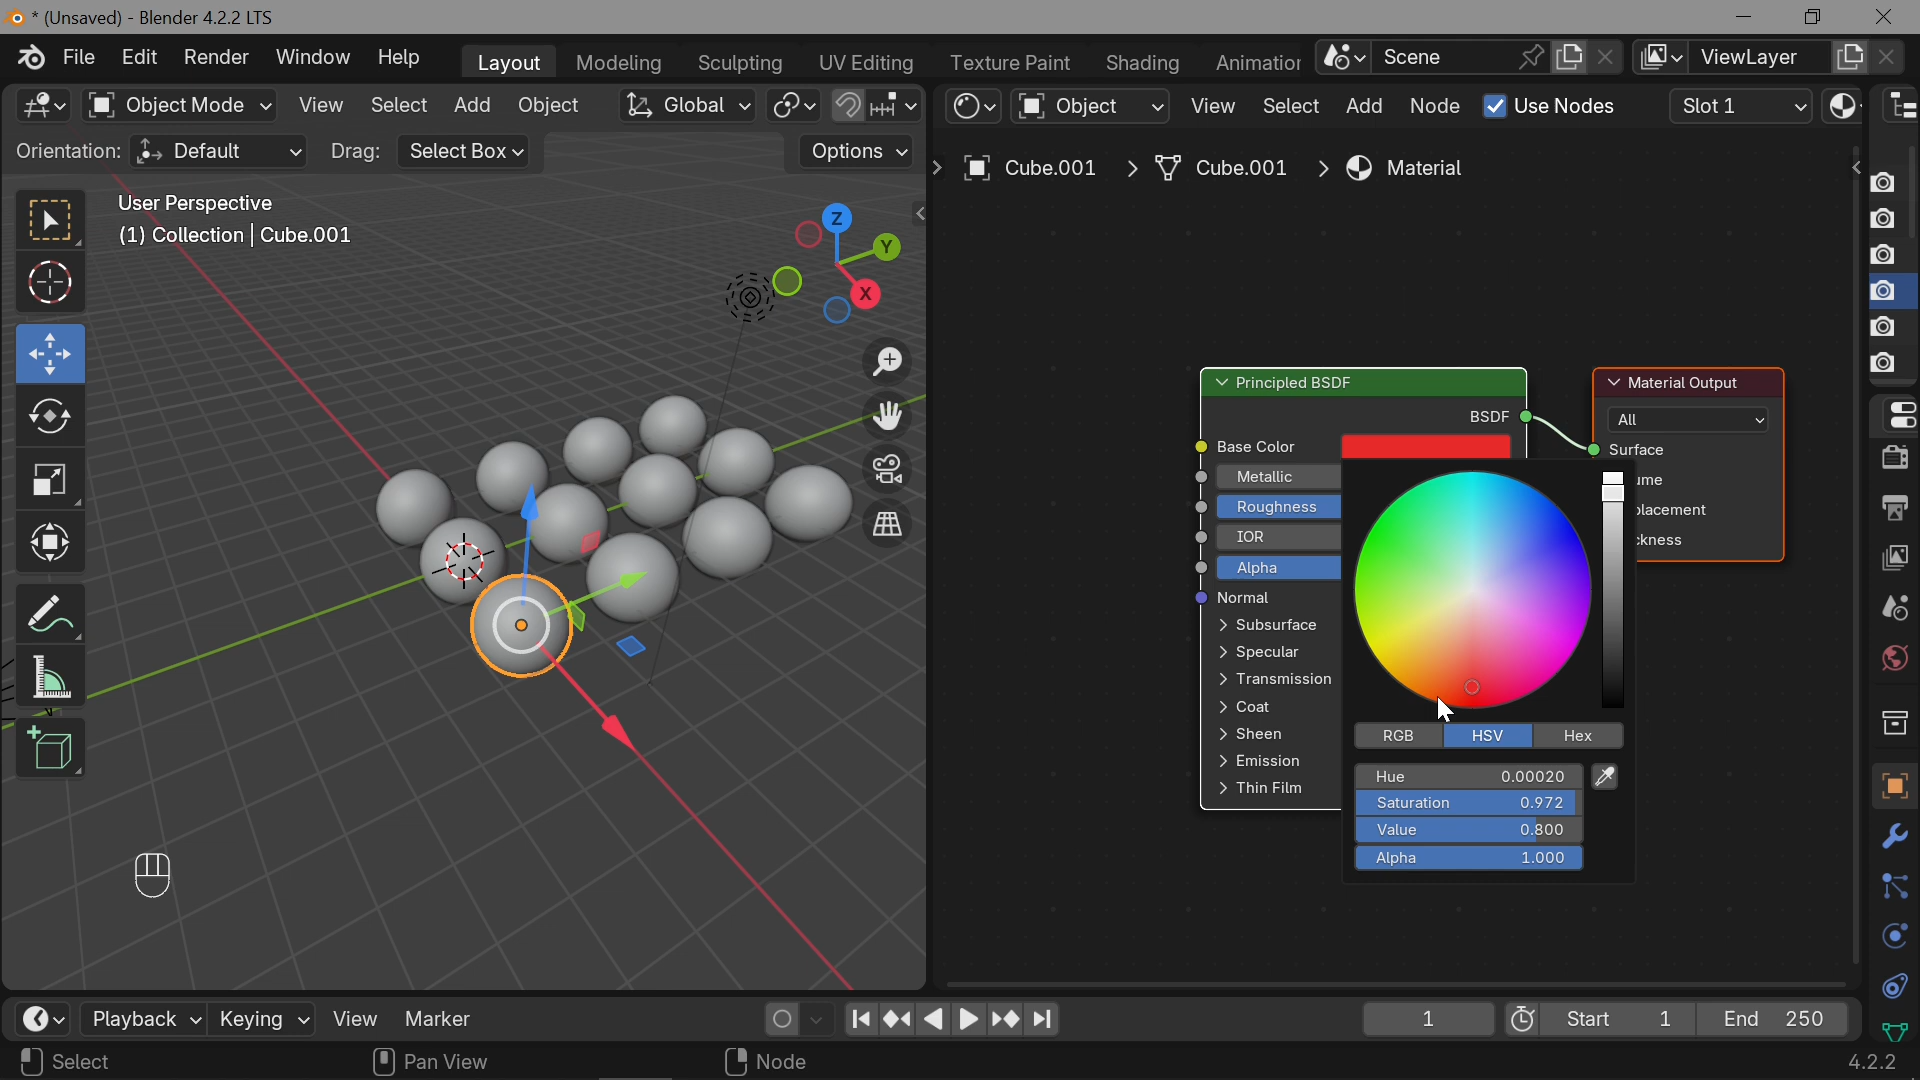 * (Unsaved) - Blender 4.2.2 LTS
File Edit Render Window Help Layout Modeling Sculpting UV Editing Texture Paint Shading Animation Scene ViewLayer
Object Mode View Select Add Object Global Object View Select Add Node Use Nodes Slot 1
Orientation: Default Drag: Select Box Options
Cube.001 Cube.001 Material
User Perspective
(1) Collection | Cube.001
Z
Y
X
Principled BSDF
Material Output
BSDF
All
Base Color
Surface
Metallic
ume
Roughness
placement
IOR
ckness
Alpha
Normal
Subsurface
Specular
Transmission
Coat
Sheen
Emission
Thin Film
RGB HSV Hex
Hue 0.00020
Saturation 0.972
Value 0.800
Alpha 1.000
Playback Keying View Marker 1 Start 1 End 250
Select Pan View Node 4.2.2